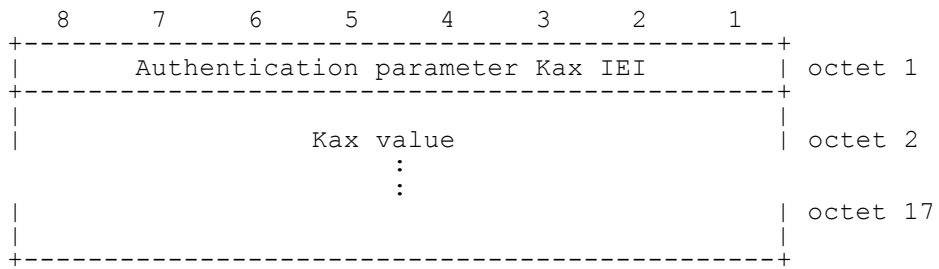 8 7 6 5 4 3 2 1
+-----------------------------------------------+
| Authentication parameter Kax IEI | octet 1
+-----------------------------------------------+
| |
| Kax value | octet 2
:
:
| | octet 17
| |
+-----------------------------------------------+